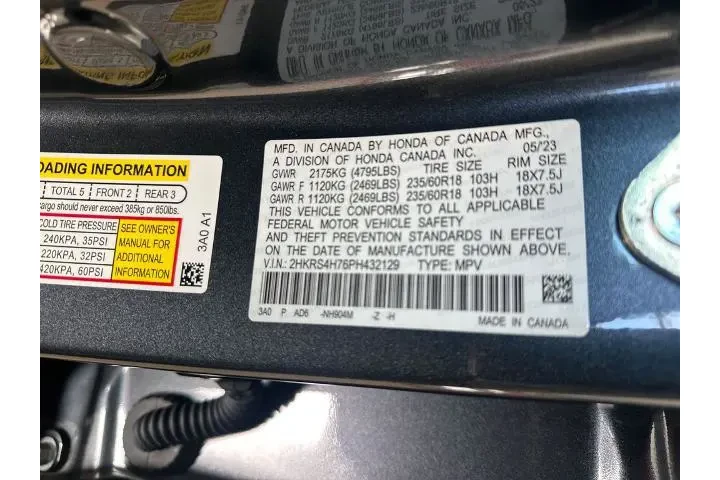 MFD. IN CANADA BY HONDA OF CANADA MFG.,
A DIVISION OF HONDA CANADA INC. 05/'23
GVWR 2175KG (4795LBS) TIRE SIZE RIM SIZE
GAWR F 1120KG (2469LBS) 235/60R18 103H 18X7.5J
GAWR R 1120KG (2469LBS) 235/60R18 103H 18X7.5J
THIS VEHICLE CONFORMS TO ALL APPLICABLE
FEDERAL MOTOR VEHICLE SAFETY
AND THEFT PREVENTION STANDARDS IN EFFECT
ON THE DATE OF MANUFACTURE SHOWN ABOVE.
V.I.N: 2HKRS4H76PH432129 TYPE: MPV
3A0 P AD6 -NH904M -Z -H
MADE IN CANADA
OADING INFORMATION
TOTAL 5 FRONT 2 REAR 3
argo should never exceed 385kg or 850lbs.
COLD TIRE PRESSURE
240KPA, 35PSI
220KPA, 32PSI
420KPA, 60PSI
SEE OWNER'S
MANUAL FOR
ADDITIONAL
INFORMATION
3A0 A1